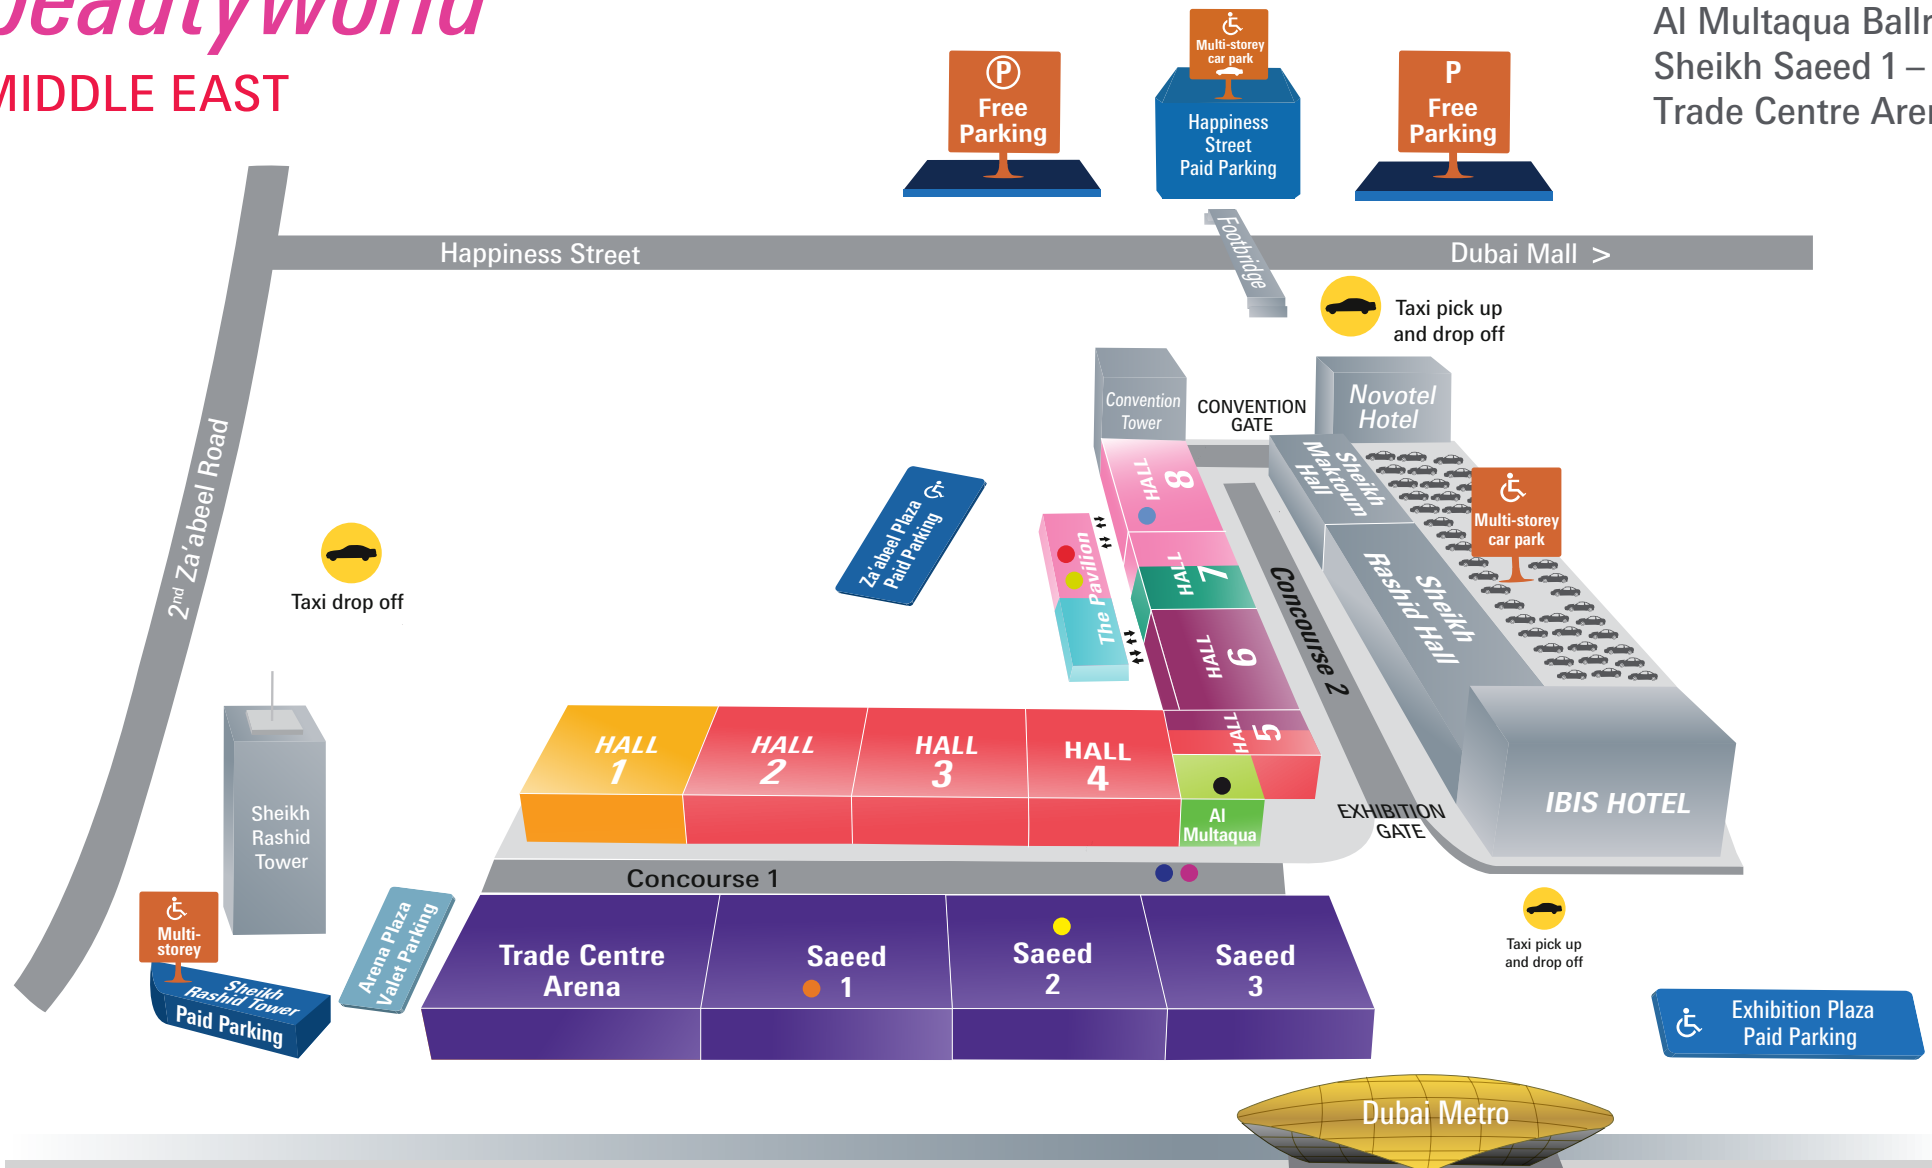 beautyworld
MIDDLE EAST
Al Multaqua
Sheikh Saeed 1 –
Trade Centre
P
Free
Parking
Multi-storey
car park
Happiness
Street
Paid Parking
P
Free
Parking
Happiness Street
Footbridge
Dubai Mall >
Taxi pick up
and drop off
2nd Za'abeel Road
Taxi drop off
Convention
Tower
CONVENTION
GATE
Novotel
Hotel
Sheikh
Maktoum
Hall
Multi-storey
car park
Sheikh
Rashid Hall
Za'abeel Plaza
Paid Parking
The Pavilion
HALL
8
HALL
7
HALL
6
HALL
5
Concourse 2
HALL
1
HALL
2
HALL
3
HALL
4
Al
Multaqua
EXHIBITION
GATE
IBIS HOTEL
Sheikh
Rashid
Tower
Concourse 1
Multi-
storey
Sheikh
Rashid Tower
Paid Parking
Arena Plaza
Valet Parking
Trade Centre
Arena
Saeed
1
Saeed
2
Saeed
3
Taxi pick up
and drop off
Exhibition Plaza
Paid Parking
Dubai Metro